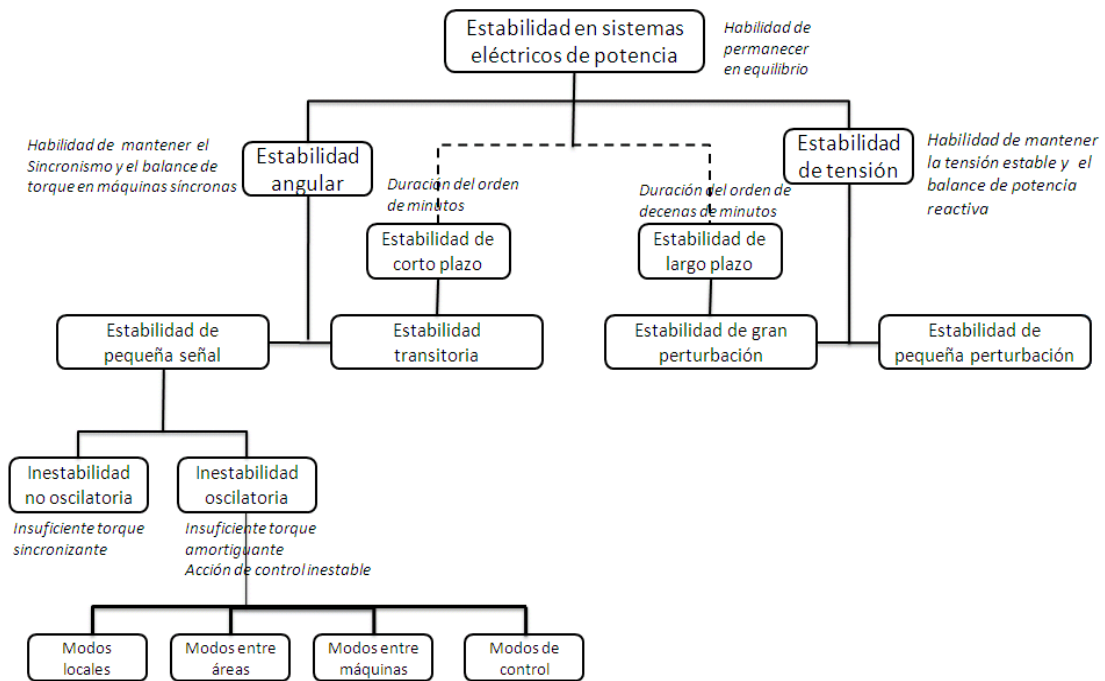 Estabilidad en sistemas
eléctricos de potencia
Habilidad de
permanecer
en equilibrio
Habilidad de mantener el
Sincronismo y el balance de
torque en máquinas síncronas
Estabilidad
angular
Estabilidad
de tensión
Habilidad de mantener
la tensión estable y el
balance de potencia
reactiva
Duración del orden
de minutos
Duración del orden de
decenas de minutos
Estabilidad de
corto plazo
Estabilidad de
largo plazo
Estabilidad de
pequeña señal
Estabilidad
transitoria
Estabilidad de gran
perturbación
Estabilidad de
pequeña perturbación
Inestabilidad
no oscilatoria
Inestabilidad
oscilatoria
Insuficiente torque
sincronizante
Insuficiente torque
amortiguante
Acción de control inestable
Modos
locales
Modos entre
áreas
Modos entre
máquinas
Modos de
control